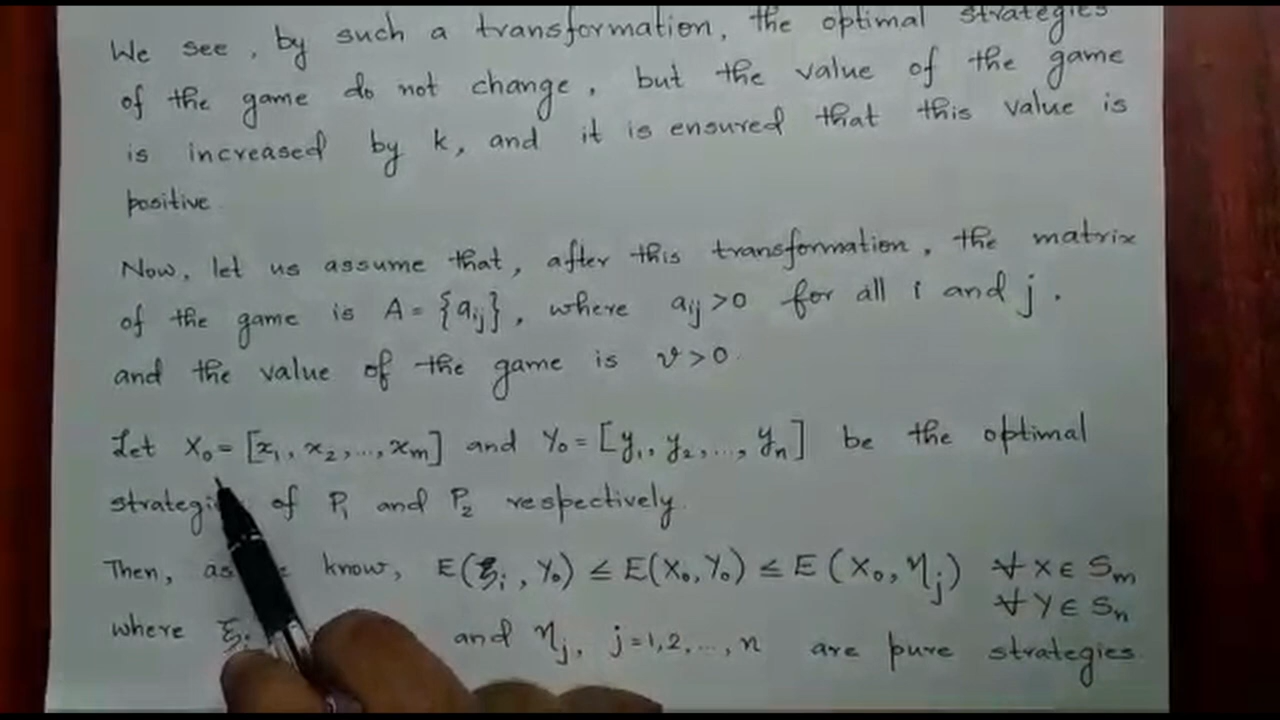 We see, by such a transformation, the optimal strategies
of the game do not change, but the value of the game
is increased by k, and it is ensured that this value is
positive.
Now, let us assume that, after this transformation, the matrix
of the game is A = {aᵢⱼ}, where aᵢⱼ > 0 for all i and j.
and the value of the game is v > 0.
Let X₀ = [x₁, x₂, ..., xₘ] and Y₀ = [y₁, y₂, ..., yₙ] be the optimal
of P₁ and P₂ respectively.
Then, know, E(ξᵢ, Y₀) ≤ E(X₀, Y₀) ≤ E(X₀, ηⱼ) ∀ X ∈ Sₘ
∀ Y ∈ Sₙ
where ξᵢ and ηⱼ, j=1,2,...,n are pure strategies.